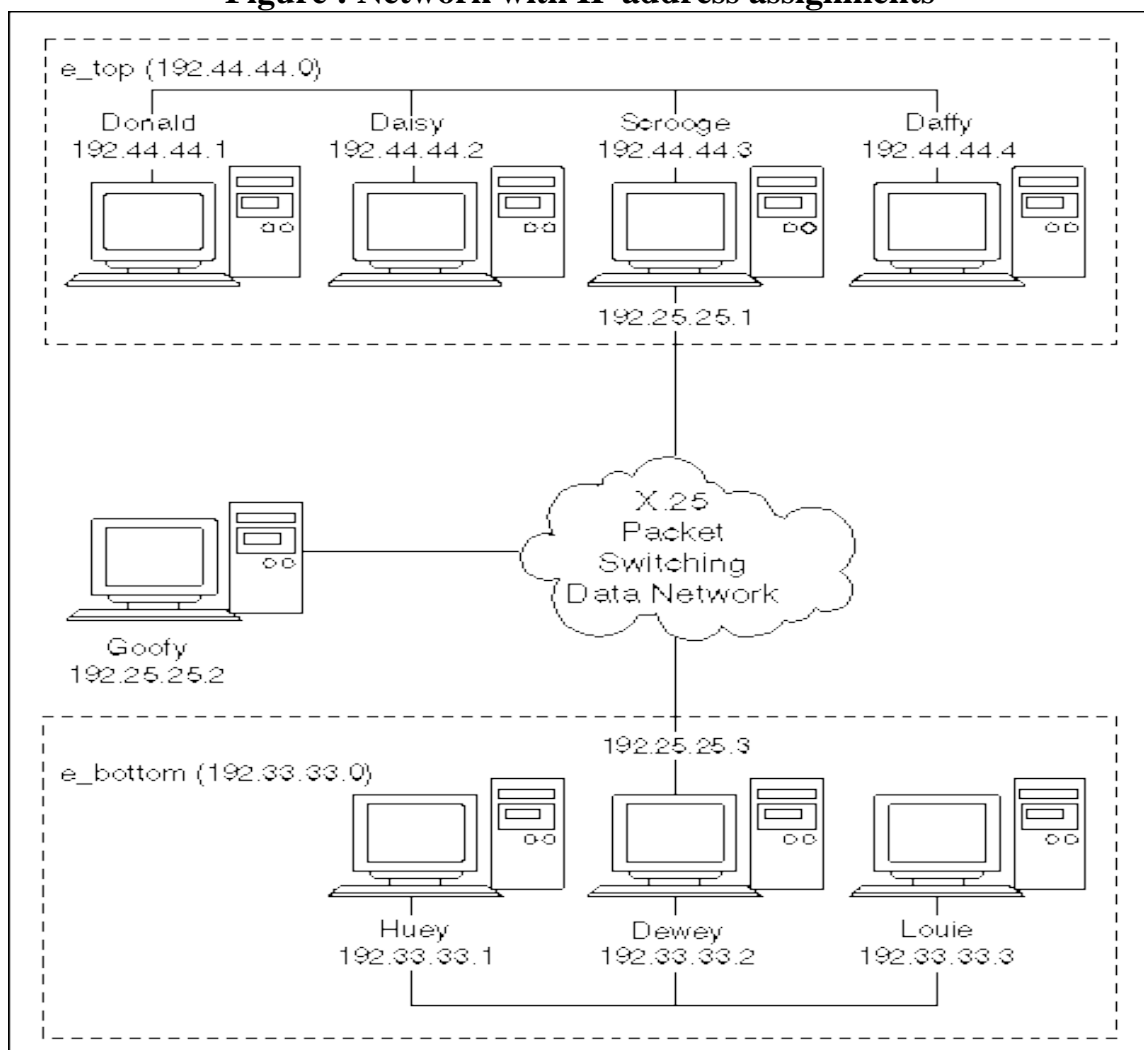 Figure : Network with IP address assignments
e_top (192.44.44.0)
Donald
192.44.44.1
Daisy
192.44.44.2
Scrooge
192.44.44.3
Daffy
192.44.44.4
192.25.25.1
X.25
Packet
Switching
Data Network
Goofy
192.25.25.2
192.25.25.3
e_bottom (192.33.33.0)
Huey
192.33.33.1
Dewey
192.33.33.2
Louie
192.33.33.3